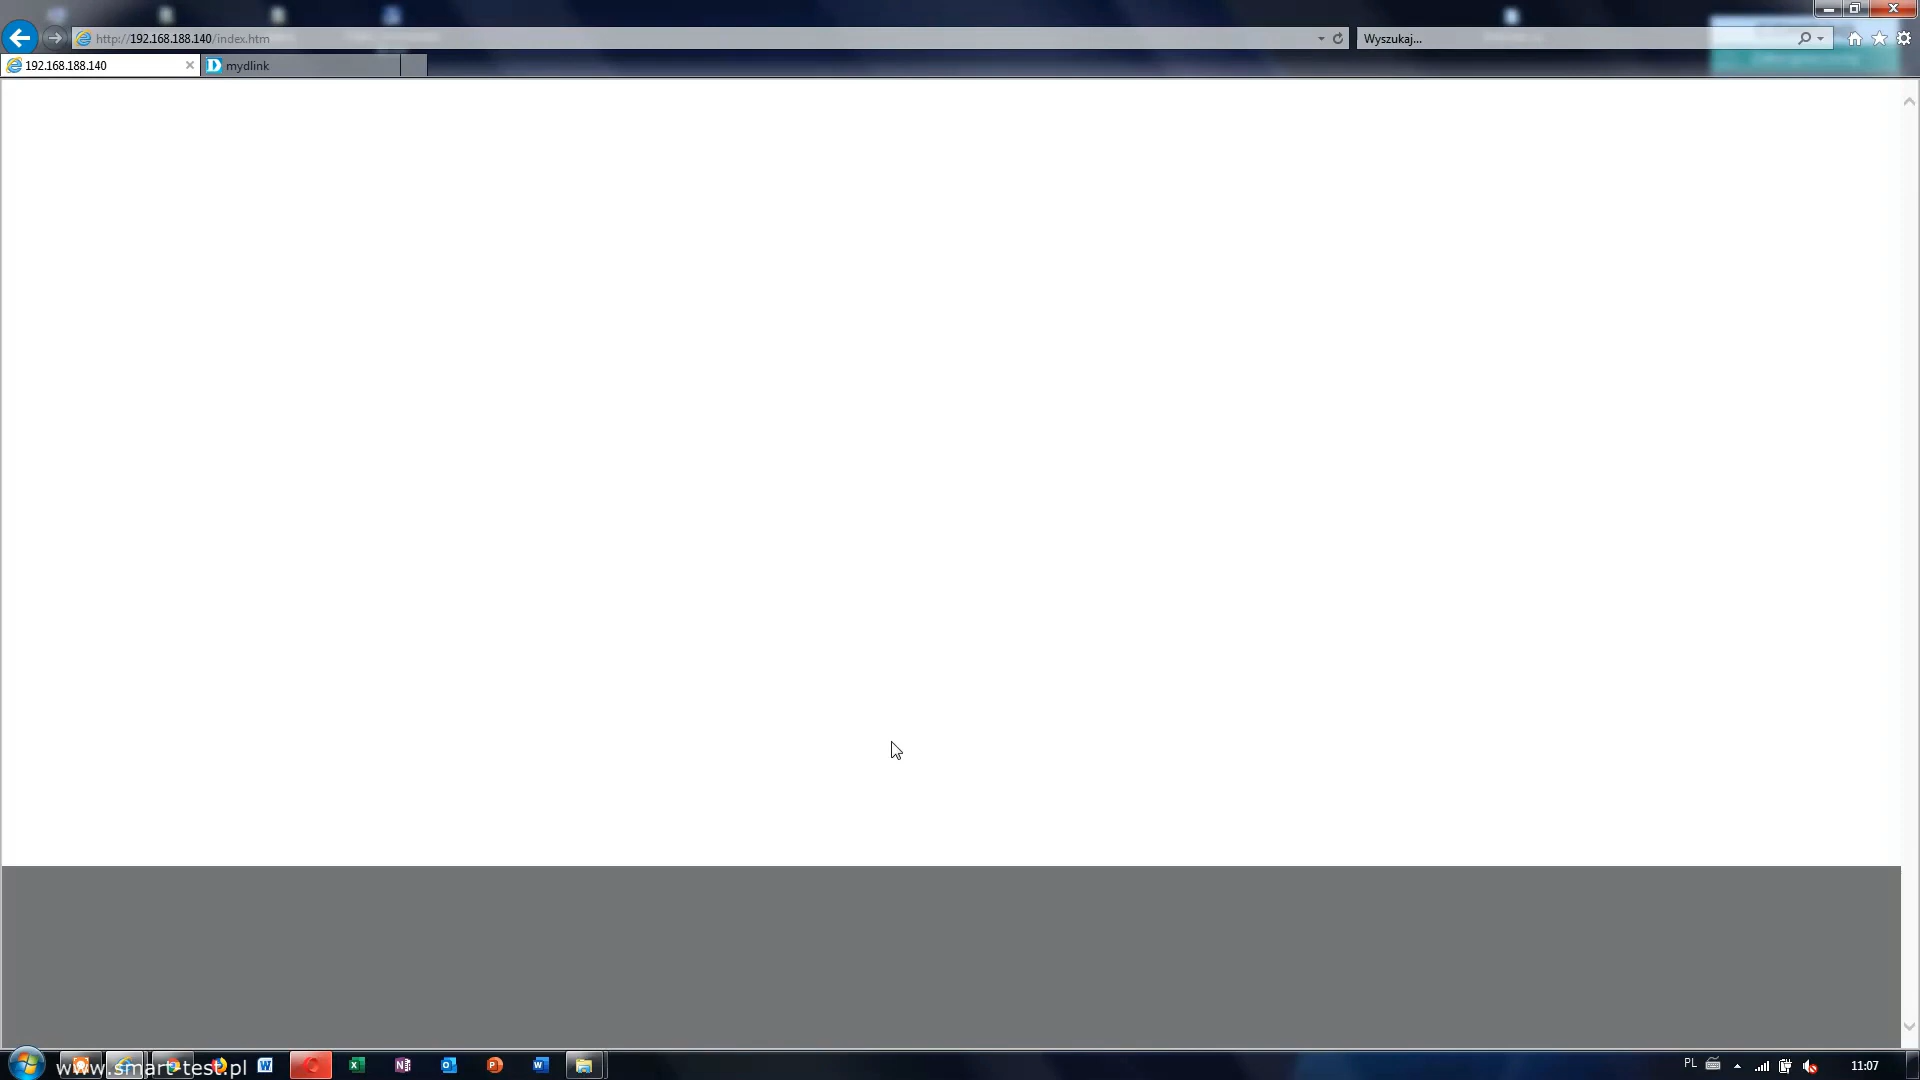 http://192.168.188.140/index.htm
Wyszukaj...
192.168.188.140
mydlink
www.smart-test.pl
PL
11:07